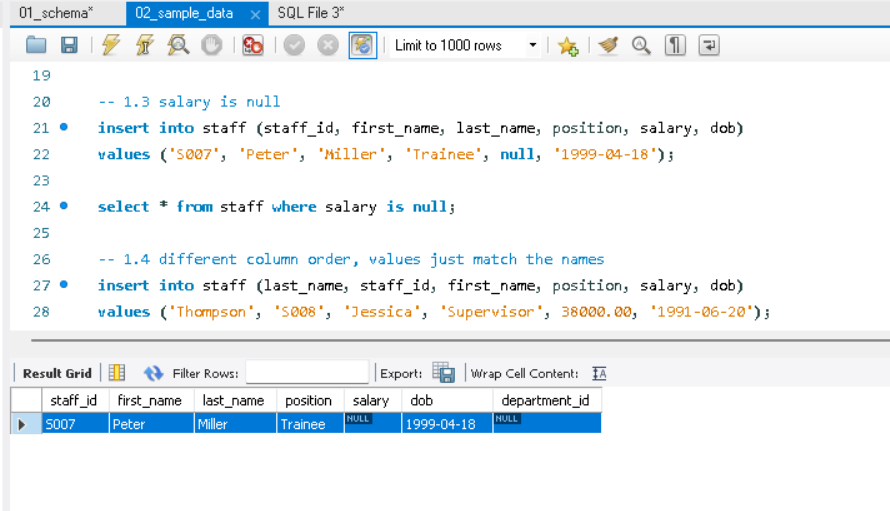 01_schema* 02_sample_data × SQL File 3*
Limit to 1000 rows
19
20 -- 1.3 salary is null
21 insert into staff (staff_id, first_name, last_name, position, salary, dob)
22 values ('S007', 'Peter', 'Miller', 'Trainee', null, '1999-04-18');
23
24 select * from staff where salary is null;
25
26 -- 1.4 different column order, values just match the names
27 insert into staff (last_name, staff_id, first_name, position, salary, dob)
28 values ('Thompson', 'S008', 'Jessica', 'Supervisor', 38000.00, '1991-06-20');
Result Grid Filter Rows: Export: Wrap Cell Content: IA
staff_id first_name last_name position salary dob department_id
S007 Peter Miller Trainee NULL 1999-04-18 NULL